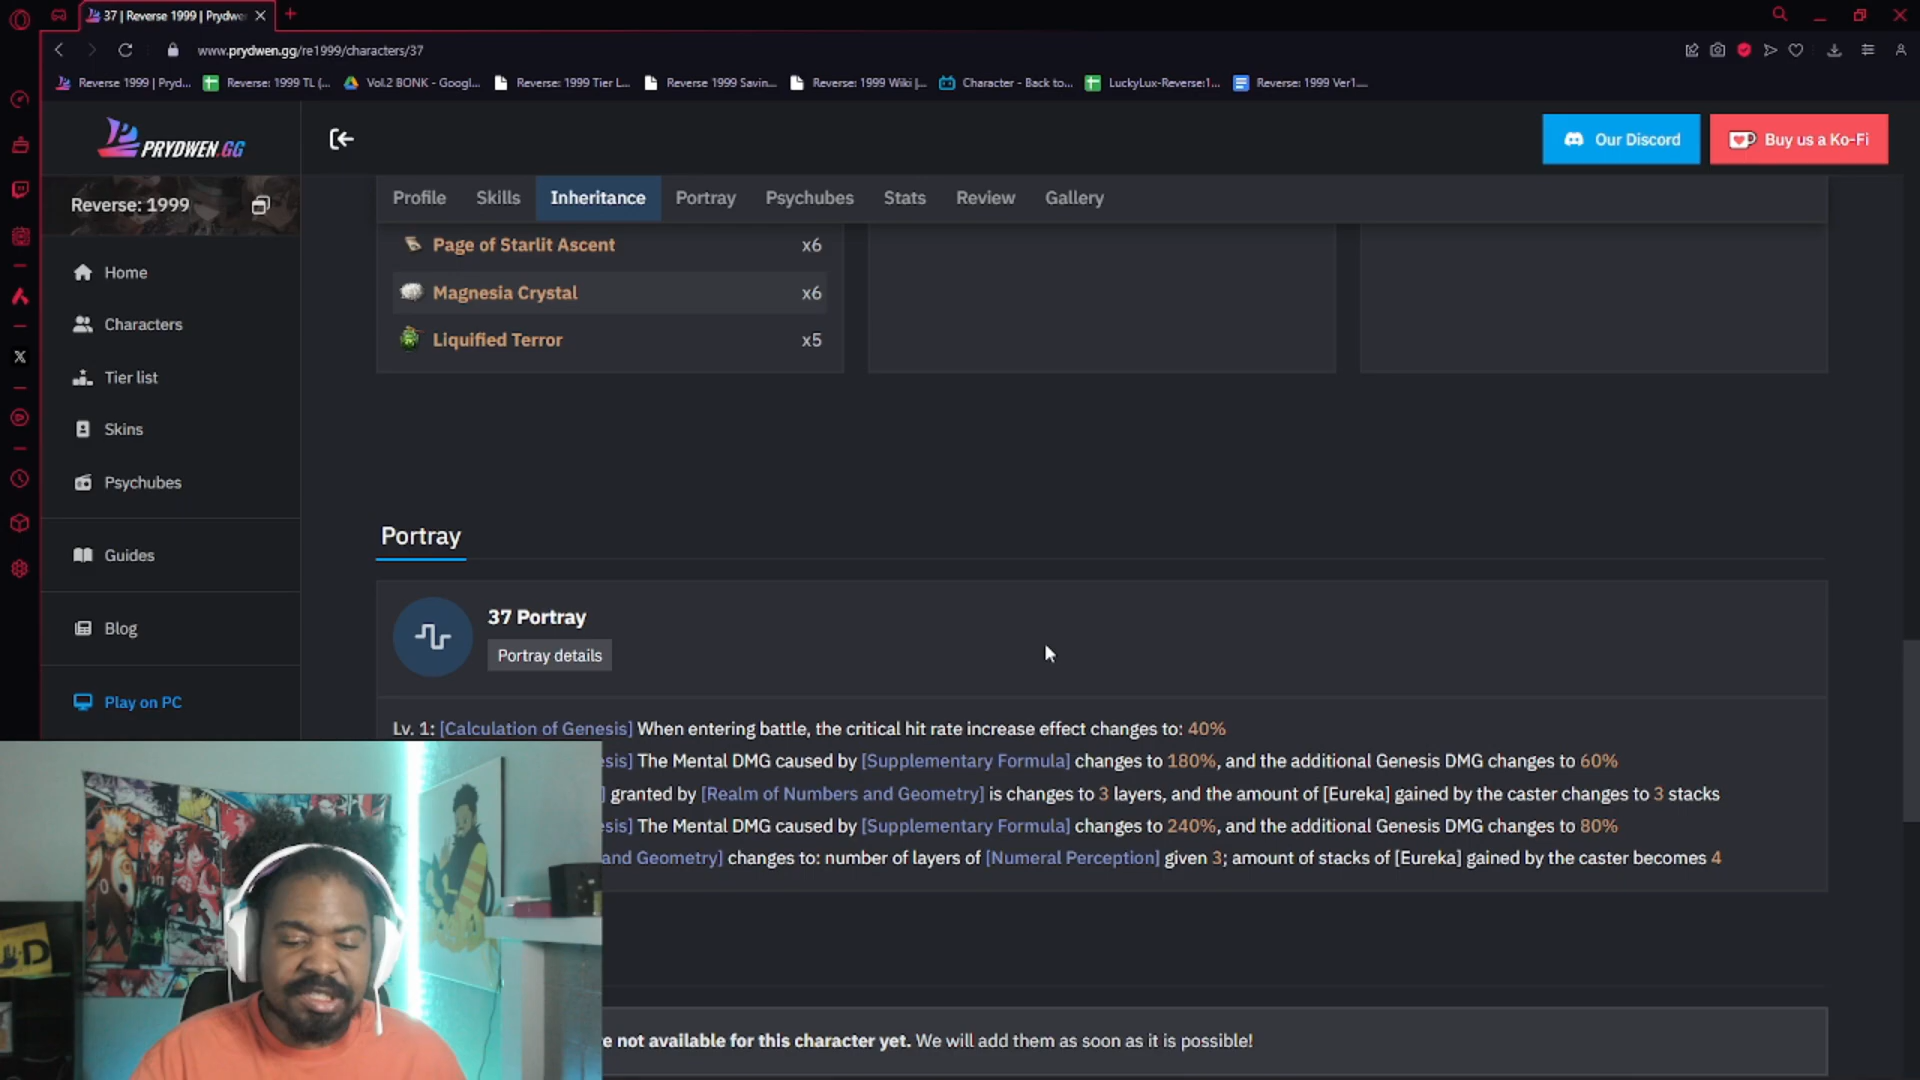 37 | Reverse 1999 | Prydwe
www.prydwen.gg/re1999/characters/37
Reverse 1999 | Pryd...
Reverse: 1999 TL (...
Vol.2 BONK - Googl...
Reverse: 1999 Tier L...
Reverse 1999 Savin...
Reverse: 1999 Wiki |...
Character - Back to...
LuckyLux-Reverse:1...
Reverse: 1999 Ver1....
PRYDWEN.GG
Our Discord
Buy us a Ko-Fi
Reverse: 1999
Home
Characters
Tier list
Skins
Psychubes
Guides
Blog
Play on PC
Profile Skills Inheritance Portray Psychubes Stats Review Gallery
Page of Starlit Ascent x6
Magnesia Crystal x6
Liquified Terror x5
Portray
37 Portray
Portray details
Lv. 1: [Calculation of Genesis] When entering battle, the critical hit rate increase effect changes to: 40%
esis] The Mental DMG caused by [Supplementary Formula] changes to 180%, and the additional Genesis DMG changes to 60%
] granted by [Realm of Numbers and Geometry] is changes to 3 layers, and the amount of [Eureka] gained by the caster changes to 3 stacks
esis] The Mental DMG caused by [Supplementary Formula] changes to 240%, and the additional Genesis DMG changes to 80%
and Geometry] changes to: number of layers of [Numeral Perception] given 3; amount of stacks of [Eureka] gained by the caster becomes 4
e not available for this character yet. We will add them as soon as it is possible!